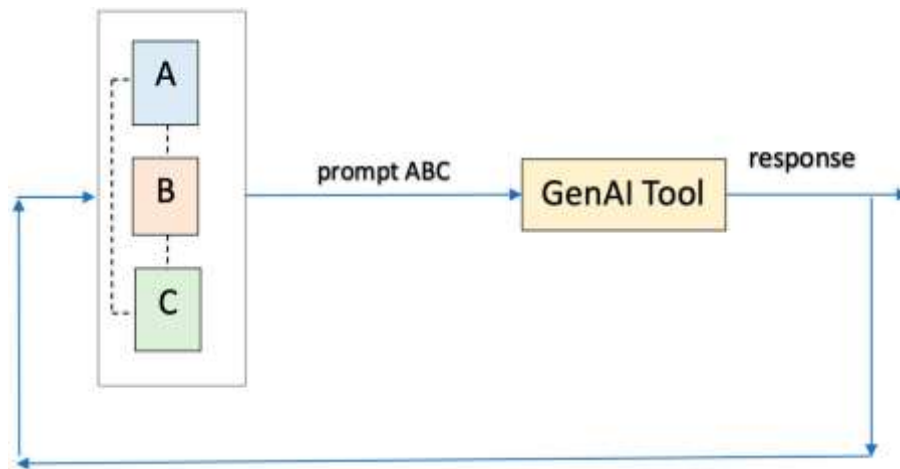 A
B
C
prompt ABC
GenAI Tool
response